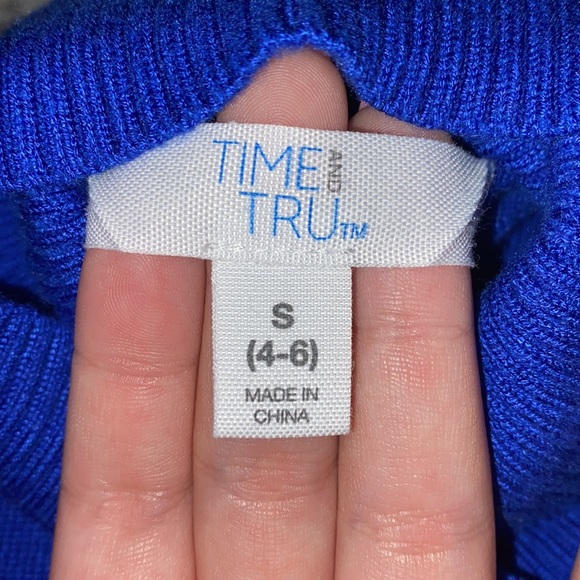 TIME AND
TRU™
S
(4-6)
MADE IN
CHINA